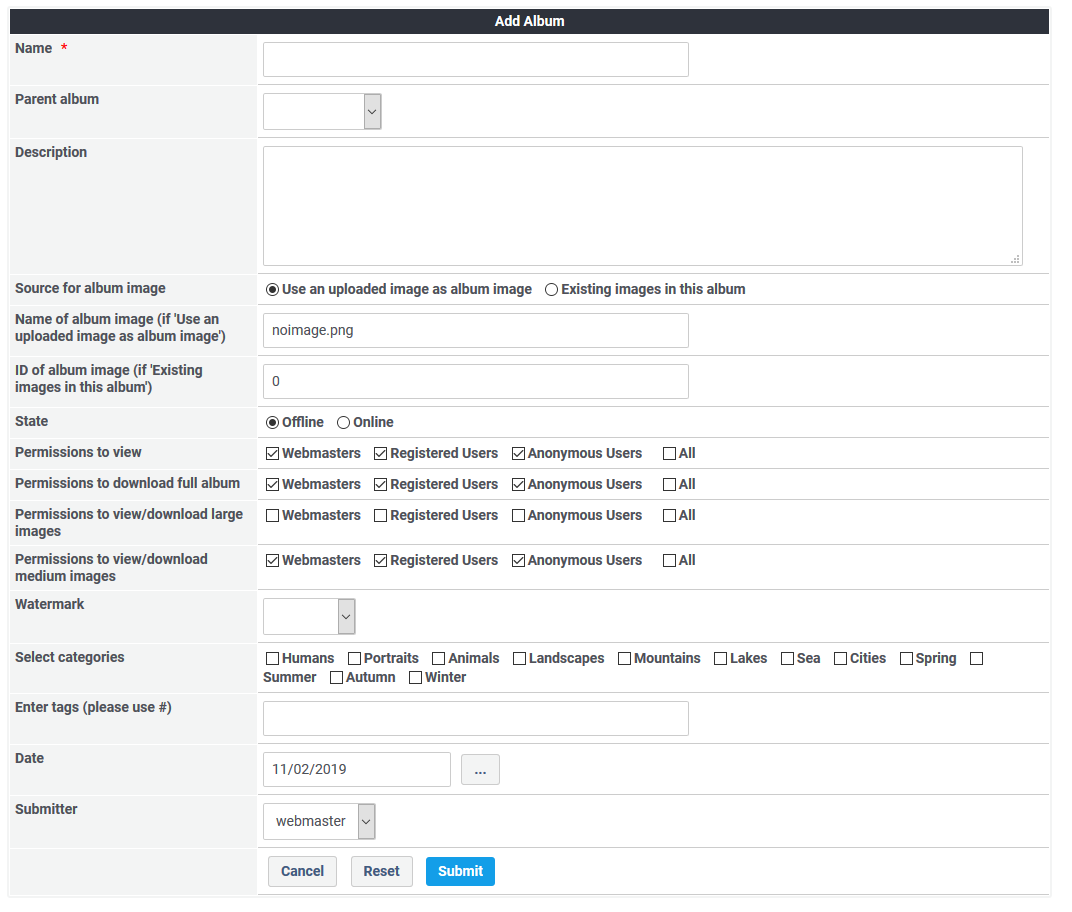 Add Album
Name *
Parent album
Description
Source for album image
Use an uploaded image as album image Existing images in this album
Name of album image (if 'Use an
uploaded image as album image')
noimage.png
ID of album image (if 'Existing
images in this album')
0
State
Offline Online
Permissions to view
Webmasters Registered Users Anonymous Users All
Permissions to download full album
Webmasters Registered Users Anonymous Users All
Permissions to view/download large
images
Webmasters Registered Users Anonymous Users All
Permissions to view/download
medium images
Webmasters Registered Users Anonymous Users All
Watermark
Select categories
Humans Portraits Animals Landscapes Mountains Lakes Sea Cities Spring
Summer Autumn Winter
Enter tags (please use #)
Date
11/02/2019 ...
Submitter
webmaster
Cancel Reset Submit